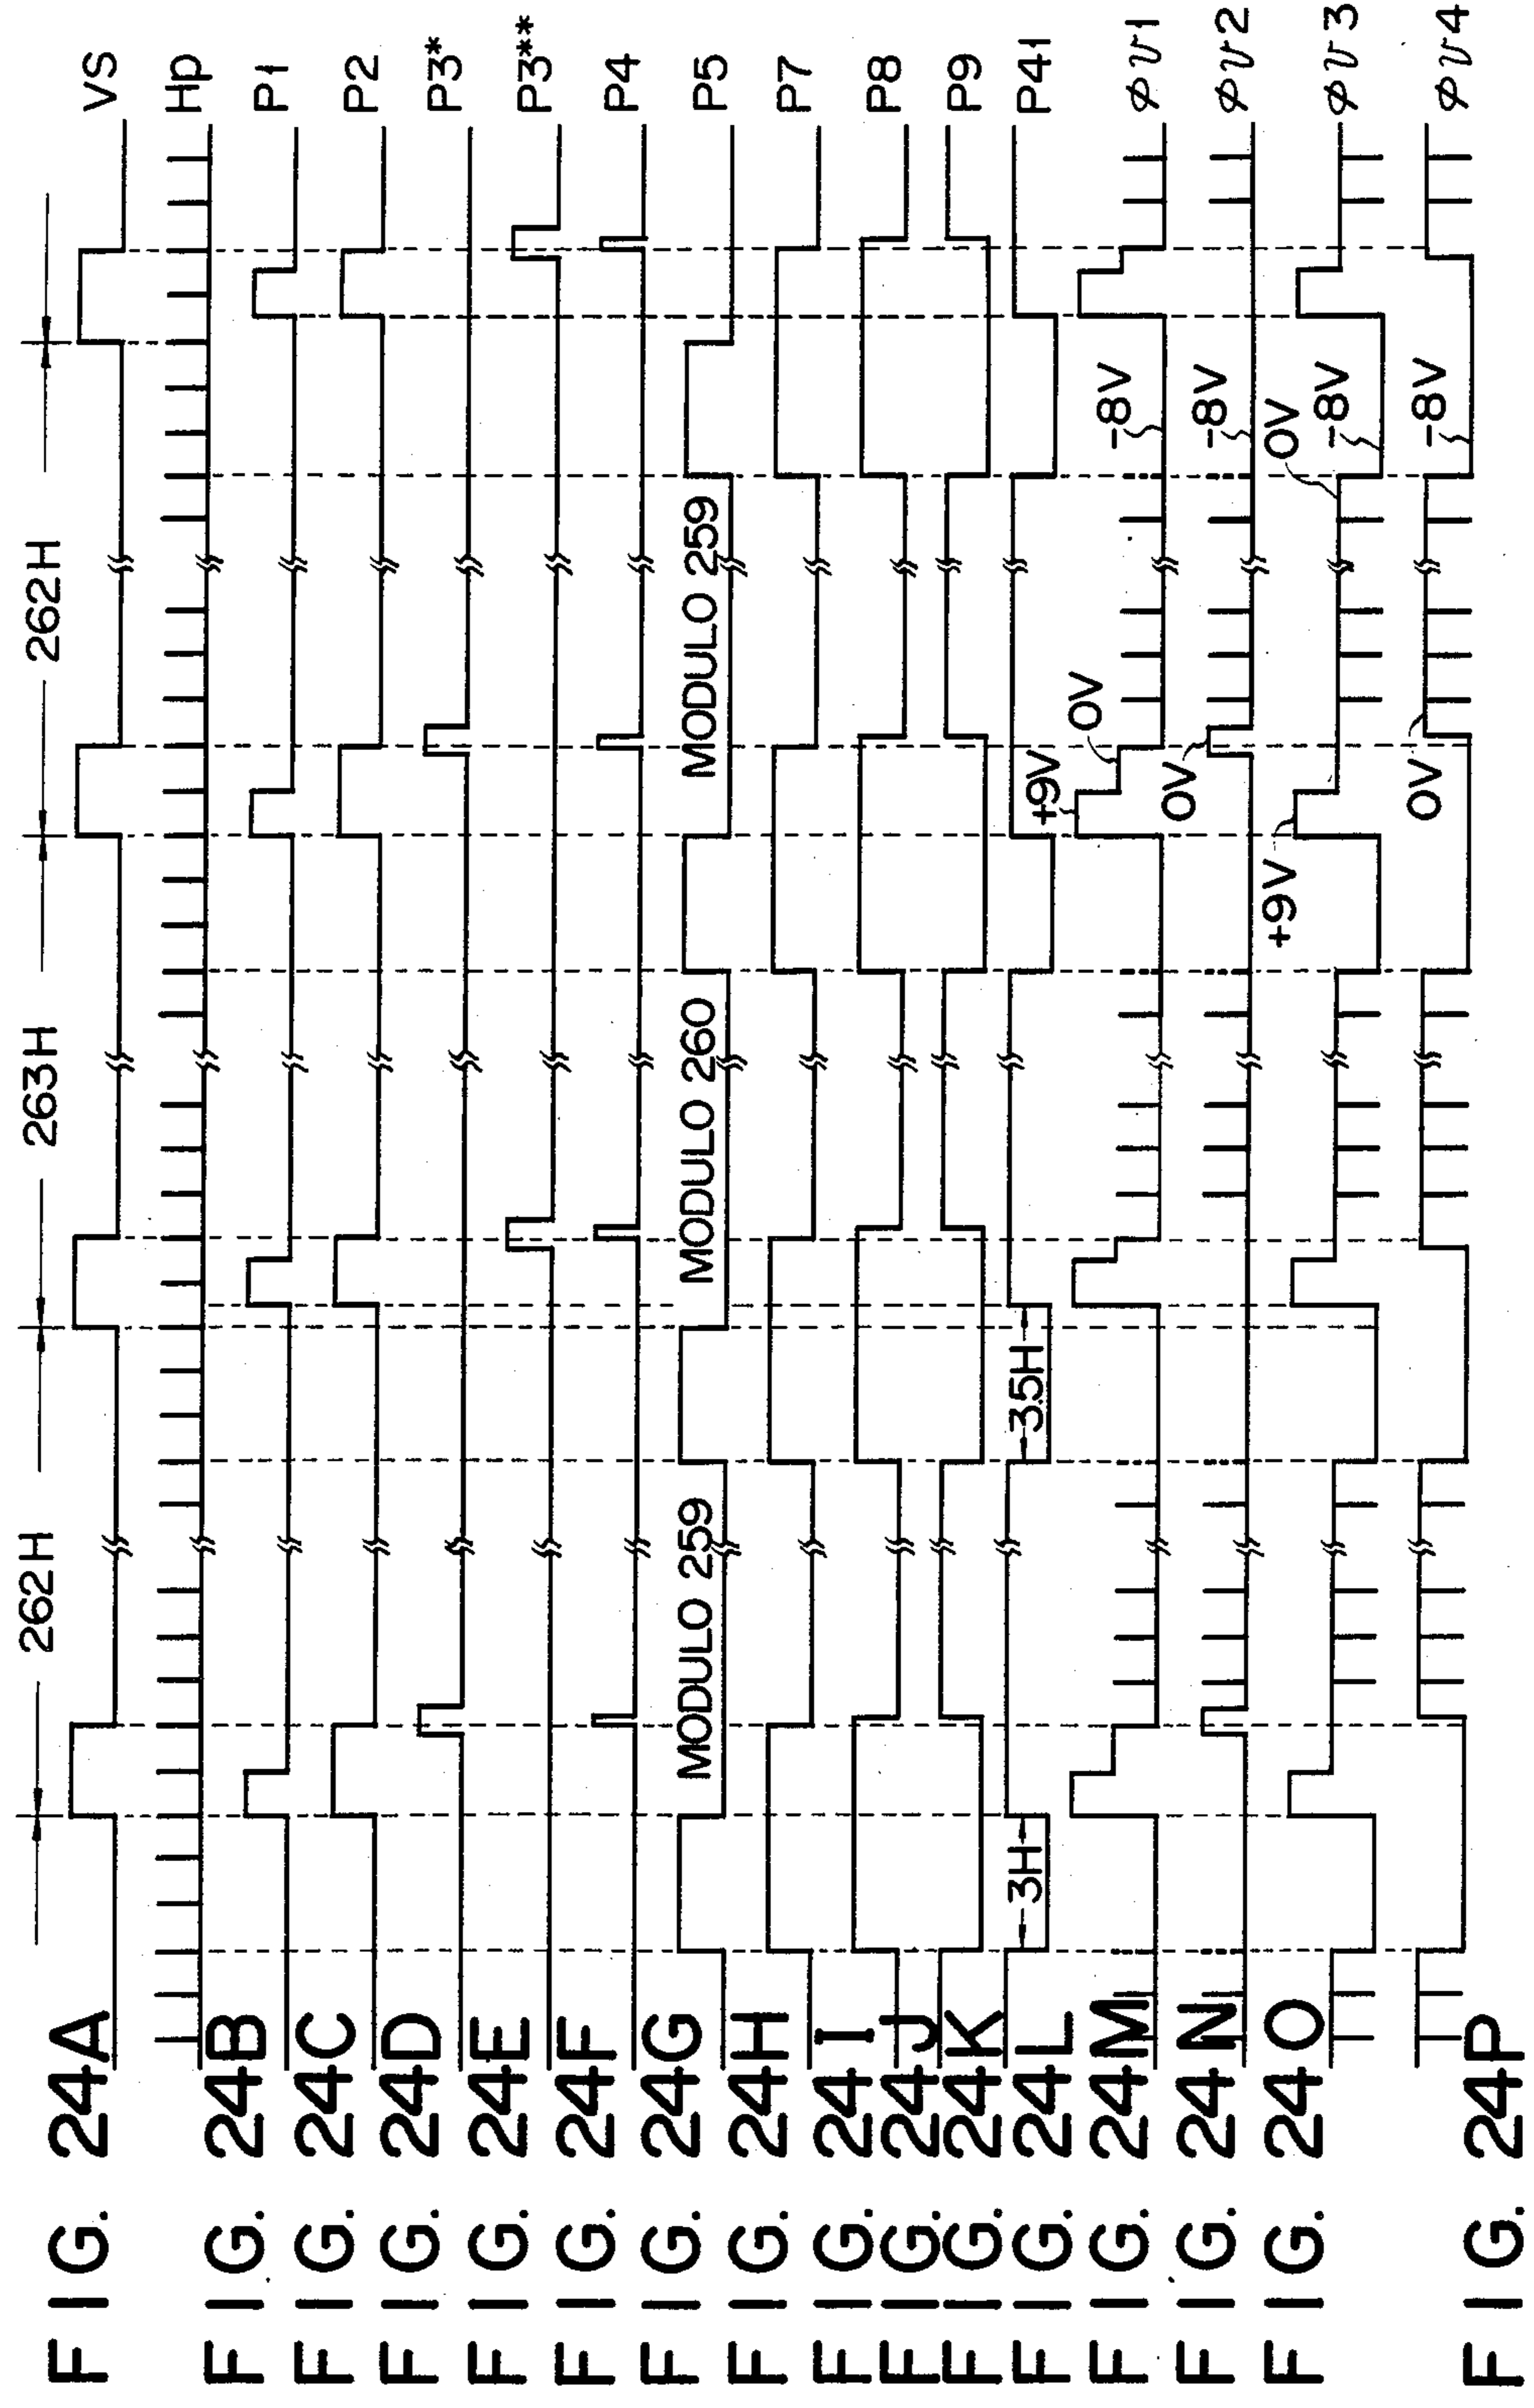 262H 263H 262H
FIG. 24A VS
FIG. 24B Hp
FIG. 24C P1
FIG. 24D P2
FIG. 24E P3*
FIG. 24F P3**
FIG. 24G P4
FIG. 24H MODULO 259 MODULO 260 MODULO 259 P5
FIG. 24I P7
FIG. 24J P8
FIG. 24K P9
FIG. 24L 3H 3.5H P41
FIG. 24M +9V 0V -8V φv1
FIG. 24N 0V -8V φv2
FIG. 24O +9V 0V -8V φv3
FIG. 24P 0V -8V φv4